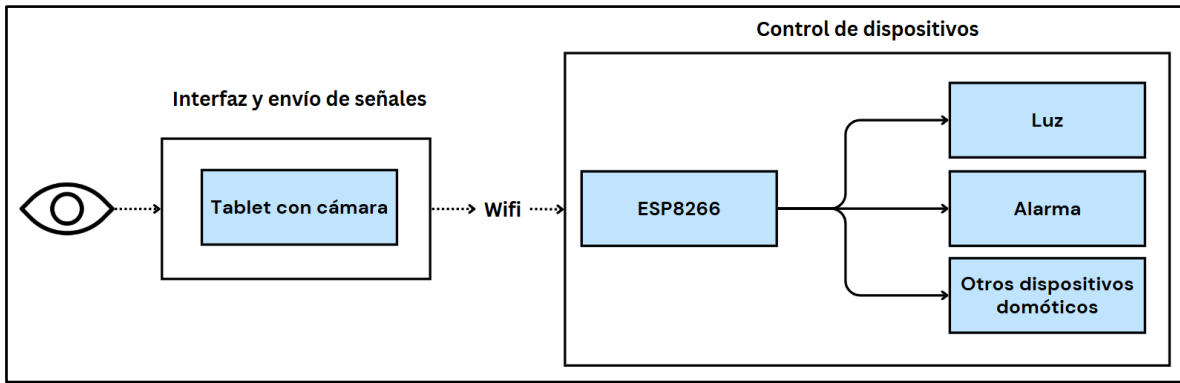 Control de dispositivos
Interfaz y envío de señales
Tablet con cámara
Wifi
ESP8266
Luz
Alarma
Otros dispositivos
domóticos